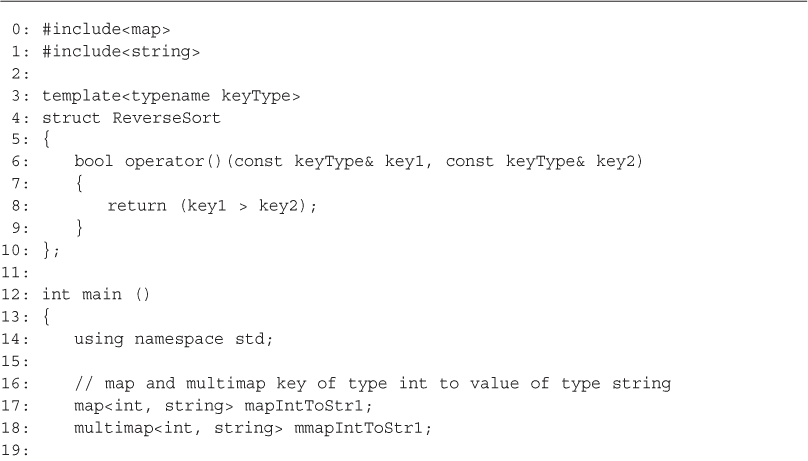 0: #include<map>
1: #include<string>
2:
3: template<typename keyType>
4: struct ReverseSort
5: {
6:    bool operator()(const keyType& key1, const keyType& key2)
7:    {
8:       return (key1 > key2);
9:    }
10: };
11:
12: int main ()
13: {
14:    using namespace std;
15:
16:    // map and multimap key of type int to value of type string
17:    map<int, string> mapIntToStr1;
18:    multimap<int, string> mmapIntToStr1;
19: